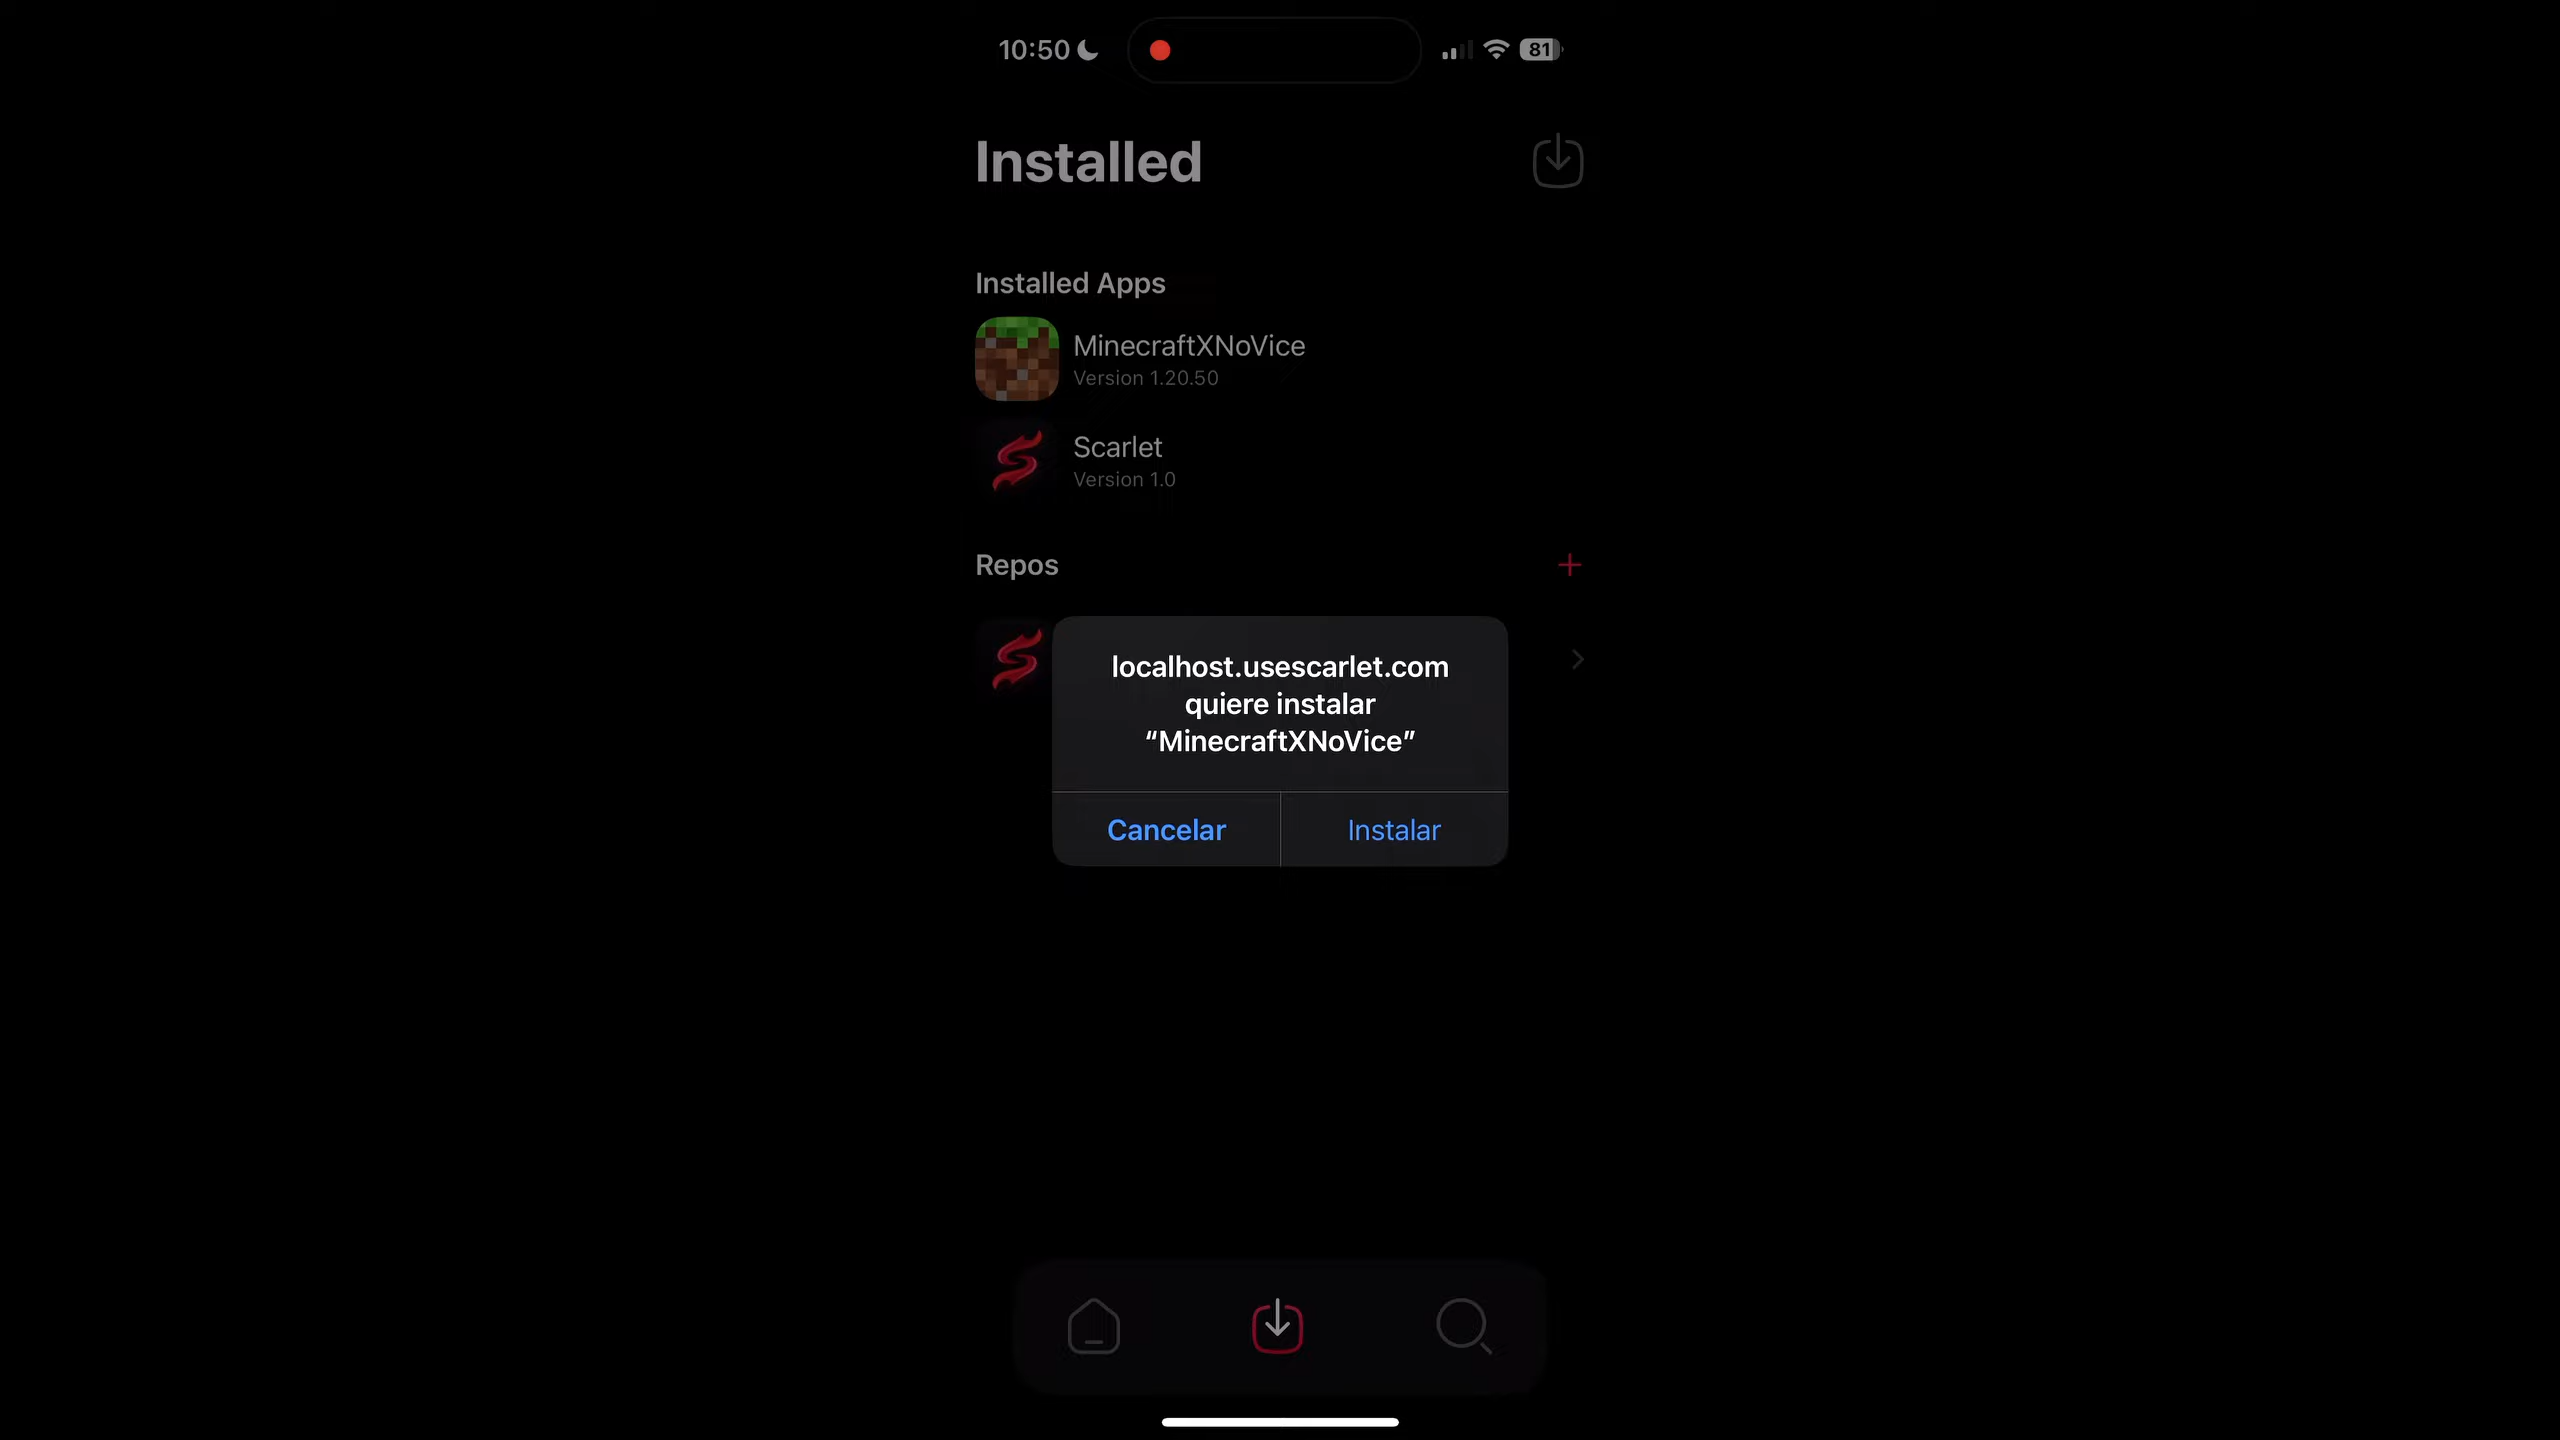 10:50
81
Installed
Installed Apps
MinecraftXNoVice
Version 1.20.50
Scarlet
Version 1.0
Repos
localhost.usescarlet.com
quiere instalar
“MinecraftXNoVice”
Cancelar
Instalar